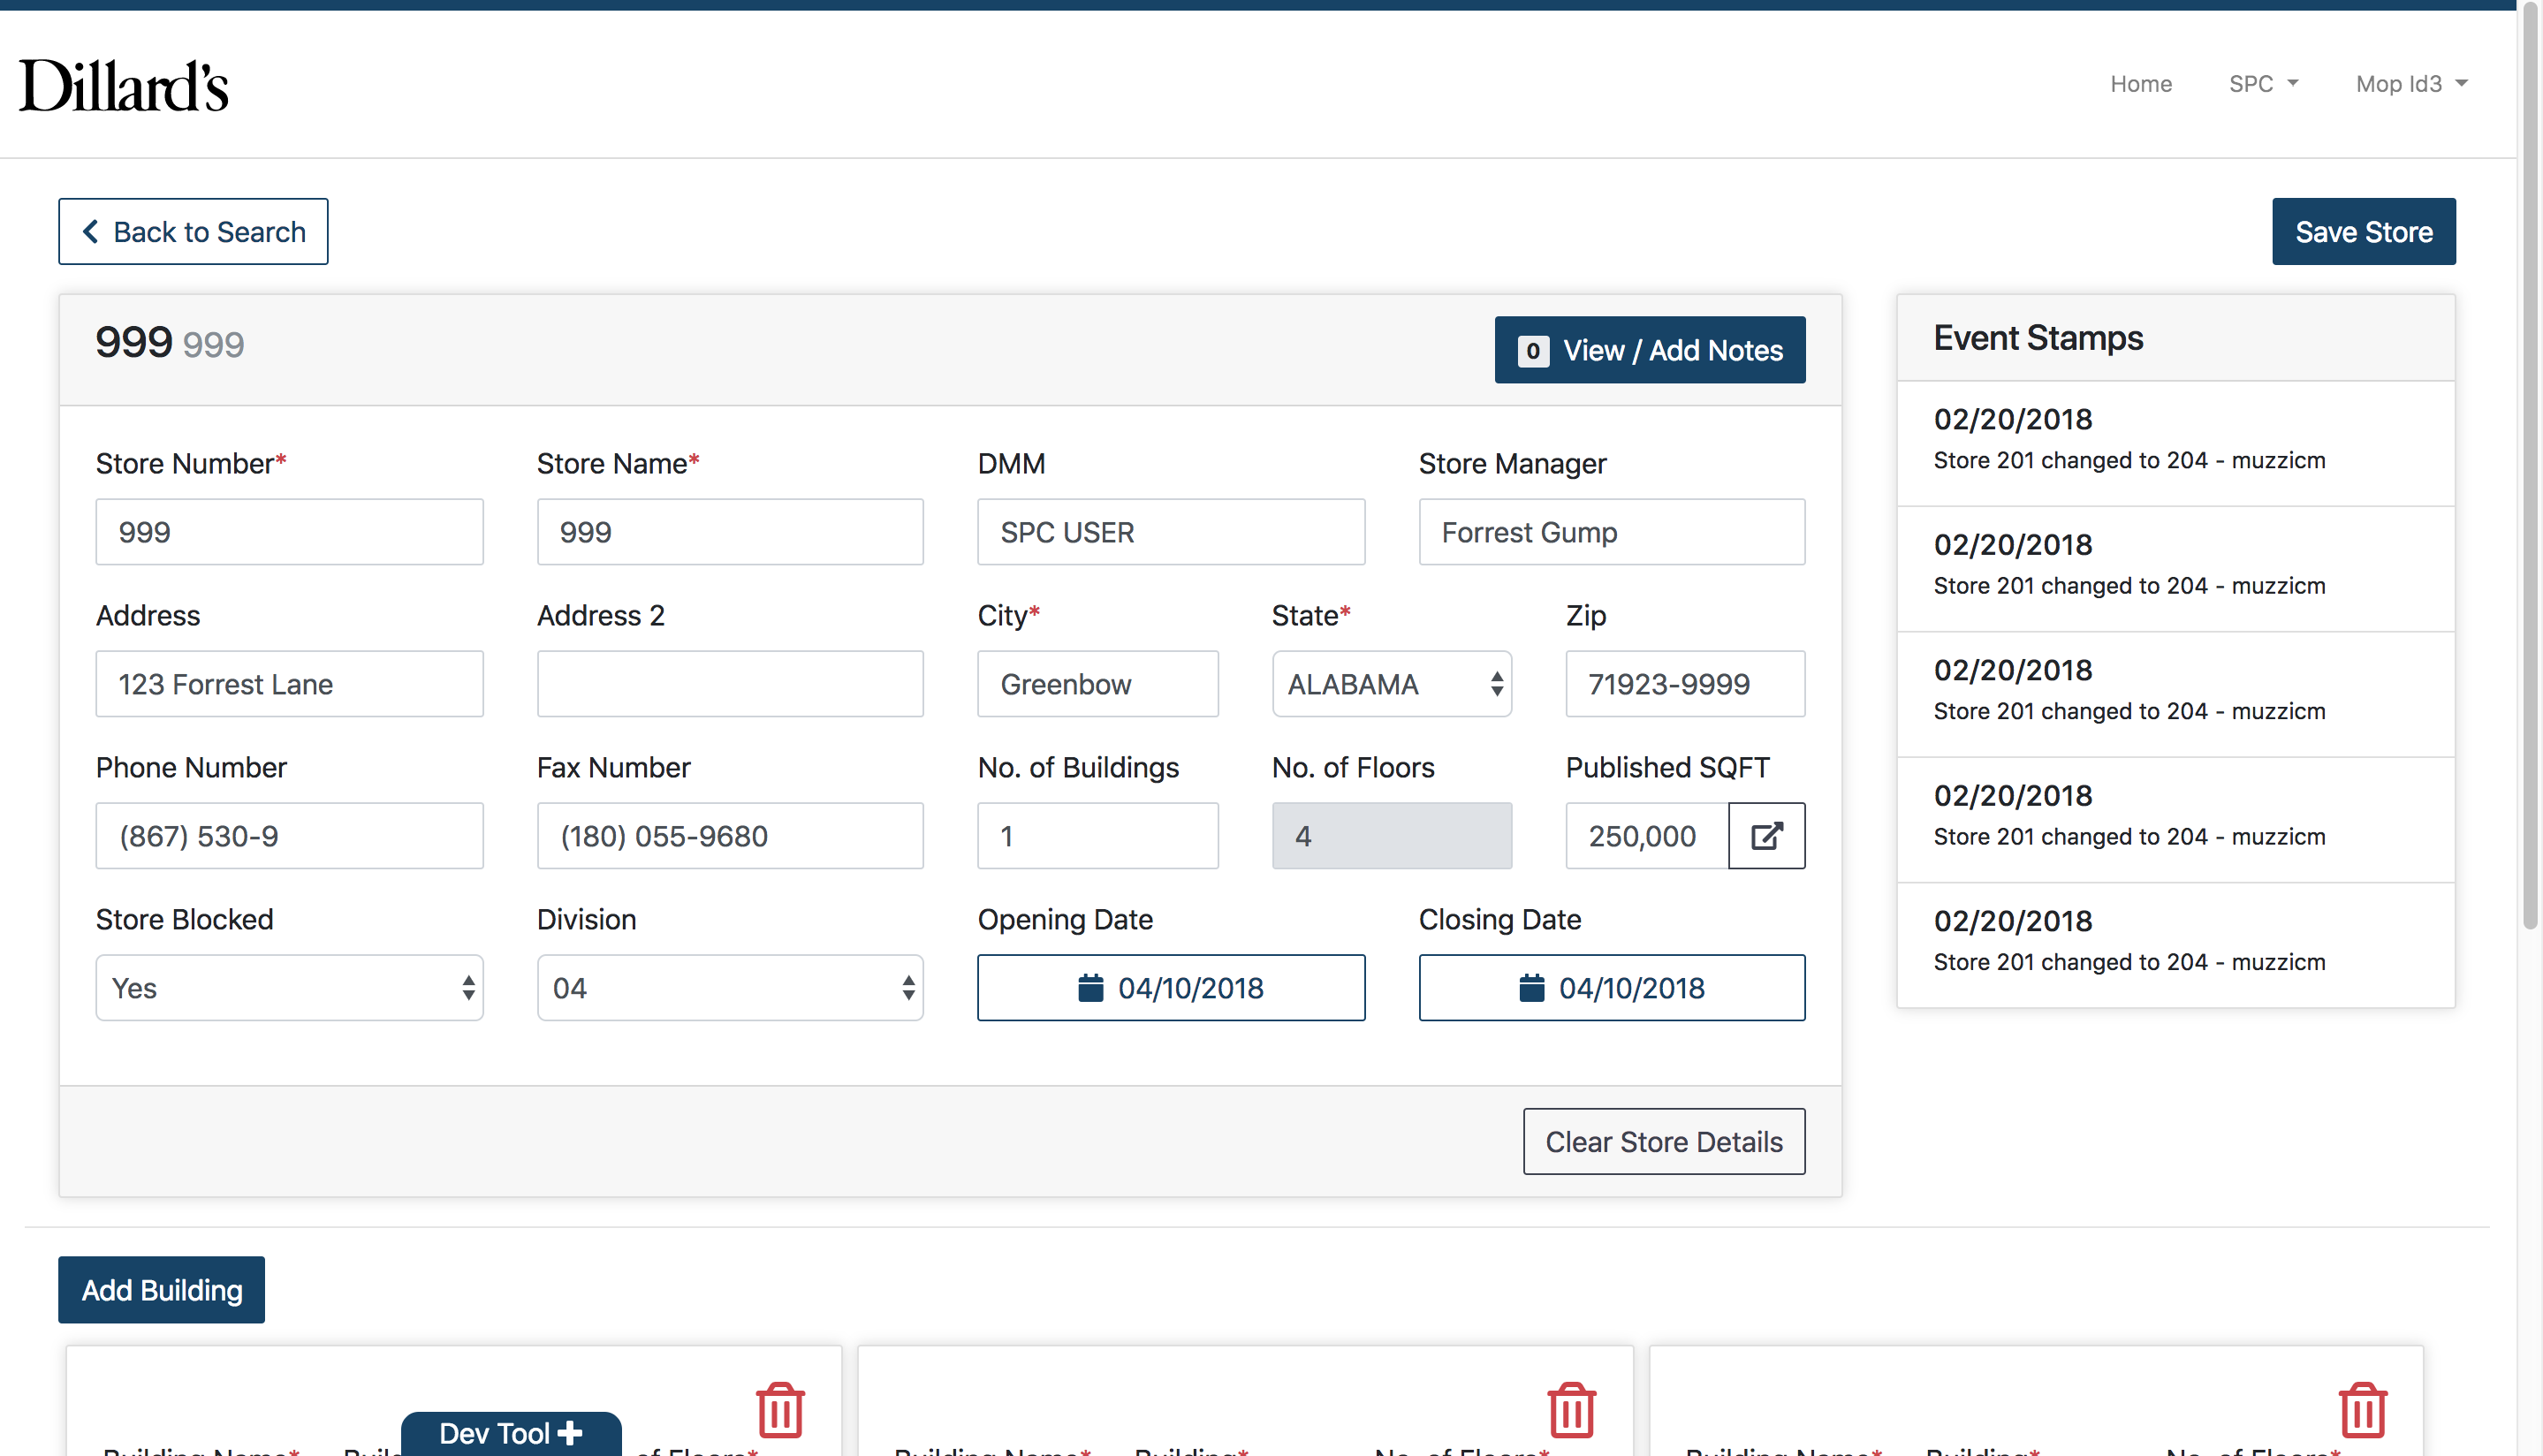 Dillard's
Home SPC Mop Id3
Back to Search
Save Store
999 999
0 View / Add Notes
Event Stamps
Store Number* Store Name* DMM Store Manager
999 999 SPC USER Forrest Gump
Address Address 2 City* State* Zip
123 Forrest Lane Greenbow ALABAMA 71923-9999
Phone Number Fax Number No. of Buildings No. of Floors Published SQFT
(867) 530-9 (180) 055-9680 1 4 250,000
Store Blocked Division Opening Date Closing Date
Yes 04 04/10/2018 04/10/2018
Clear Store Details
02/20/2018
Store 201 changed to 204 - muzzicm
02/20/2018
Store 201 changed to 204 - muzzicm
02/20/2018
Store 201 changed to 204 - muzzicm
02/20/2018
Store 201 changed to 204 - muzzicm
02/20/2018
Store 201 changed to 204 - muzzicm
Add Building
Dev Tool
Building Name* of Floors*
Building Name* Building* No. of Floors*
Building Name* Building* No. of Floors*